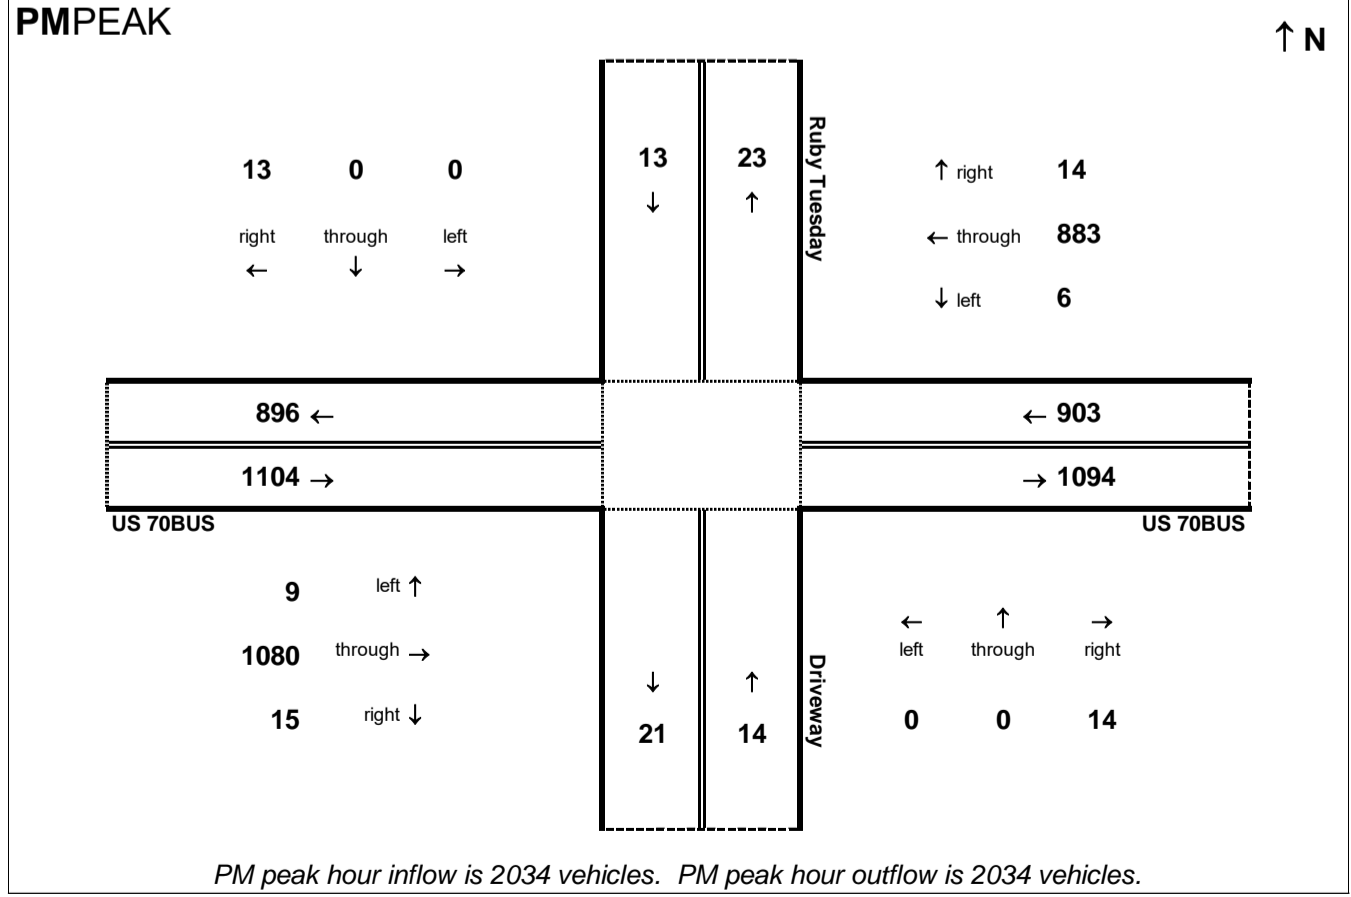 PMPEAK
↑ N
13 0 0
right through left
← ↓ →
13 23
↓ ↑
Ruby Tuesday
↑ right 14
← through 883
↓ left 6
896 ←
1104 →
← 903
→ 1094
US 70BUS
US 70BUS
9 left ↑
1080 through →
15 right ↓
↓ ↑
21 14
Driveway
← ↑ →
left through right
0 0 14
PM peak hour inflow is 2034 vehicles. PM peak hour outflow is 2034 vehicles.